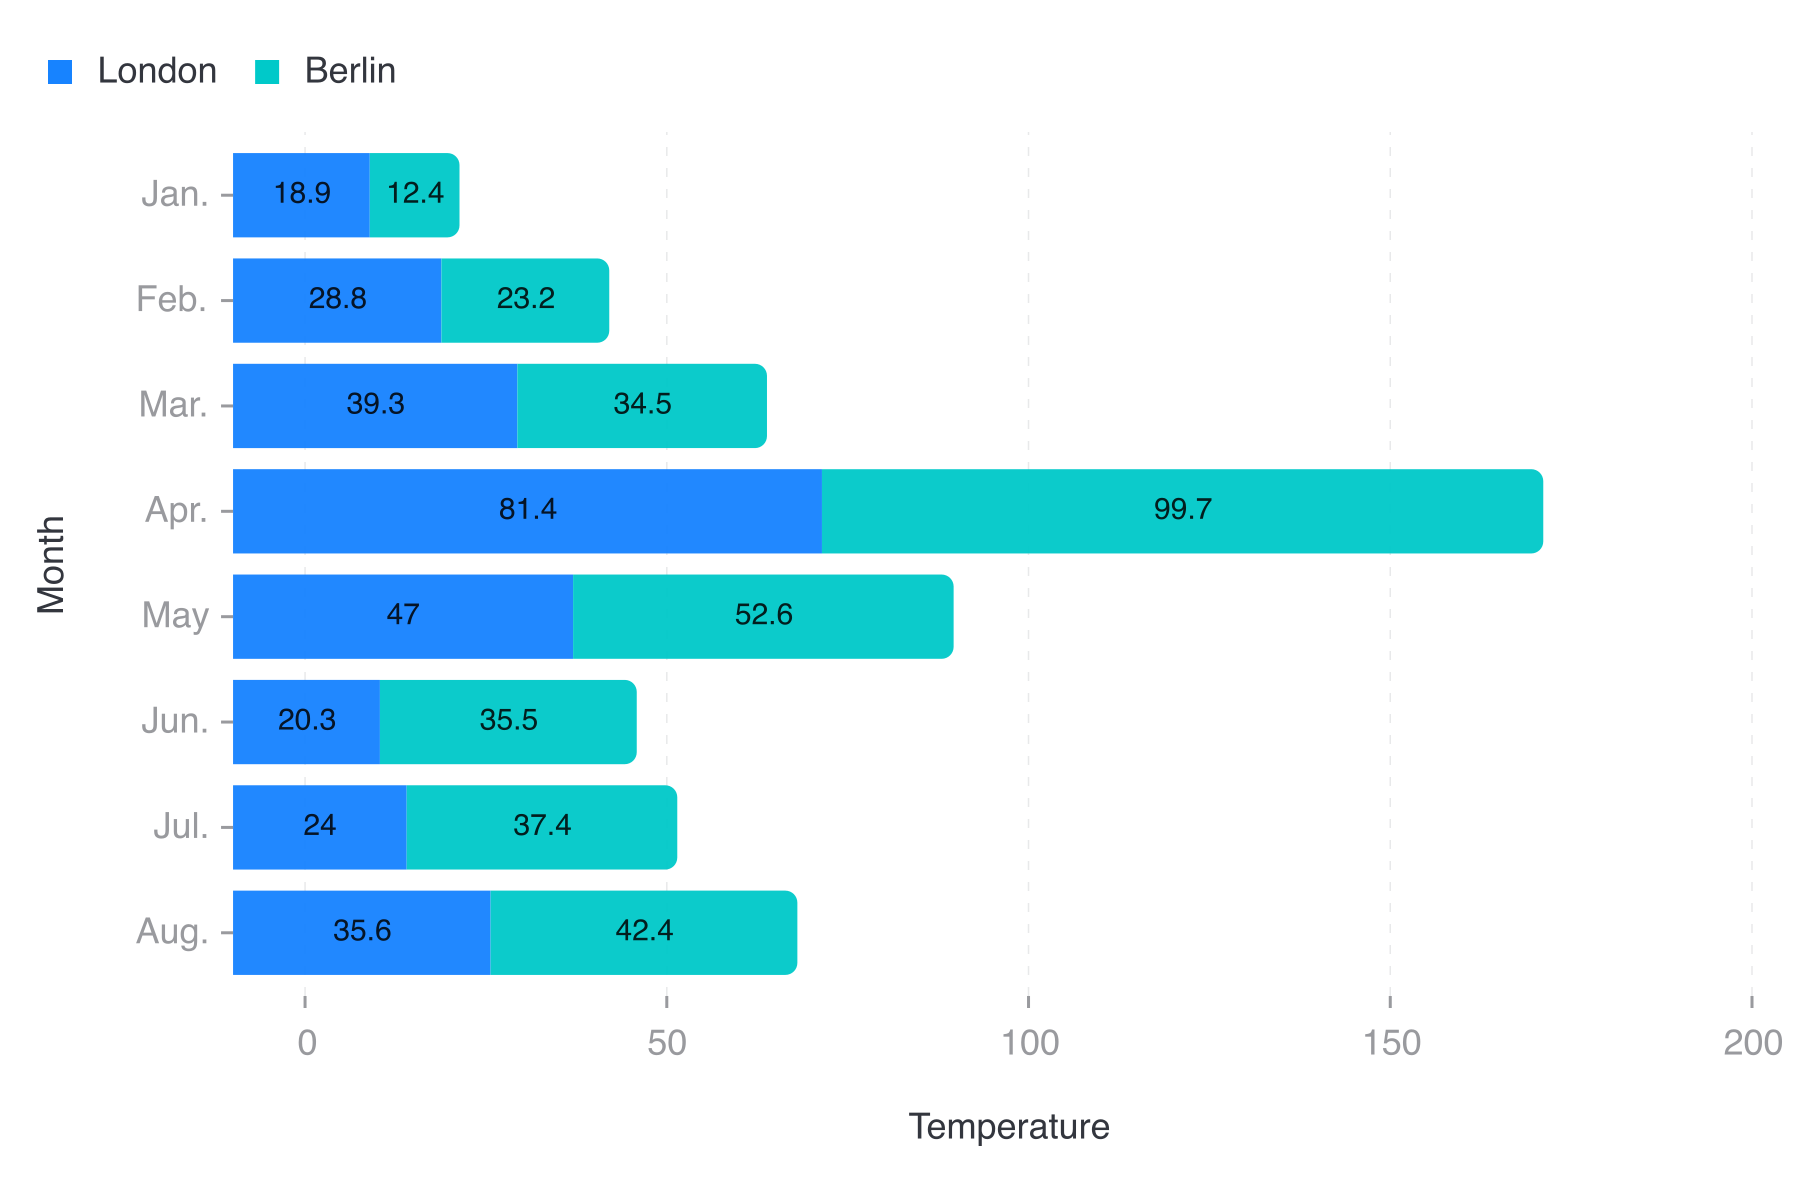 London Berlin
Jan. 18.9 12.4
Feb. 28.8 23.2
Mar. 39.3 34.5
Apr. 81.4 99.7
May 47 52.6
Jun. 20.3 35.5
Jul. 24 37.4
Aug. 35.6 42.4
Month
0 50 100 150 200
Temperature